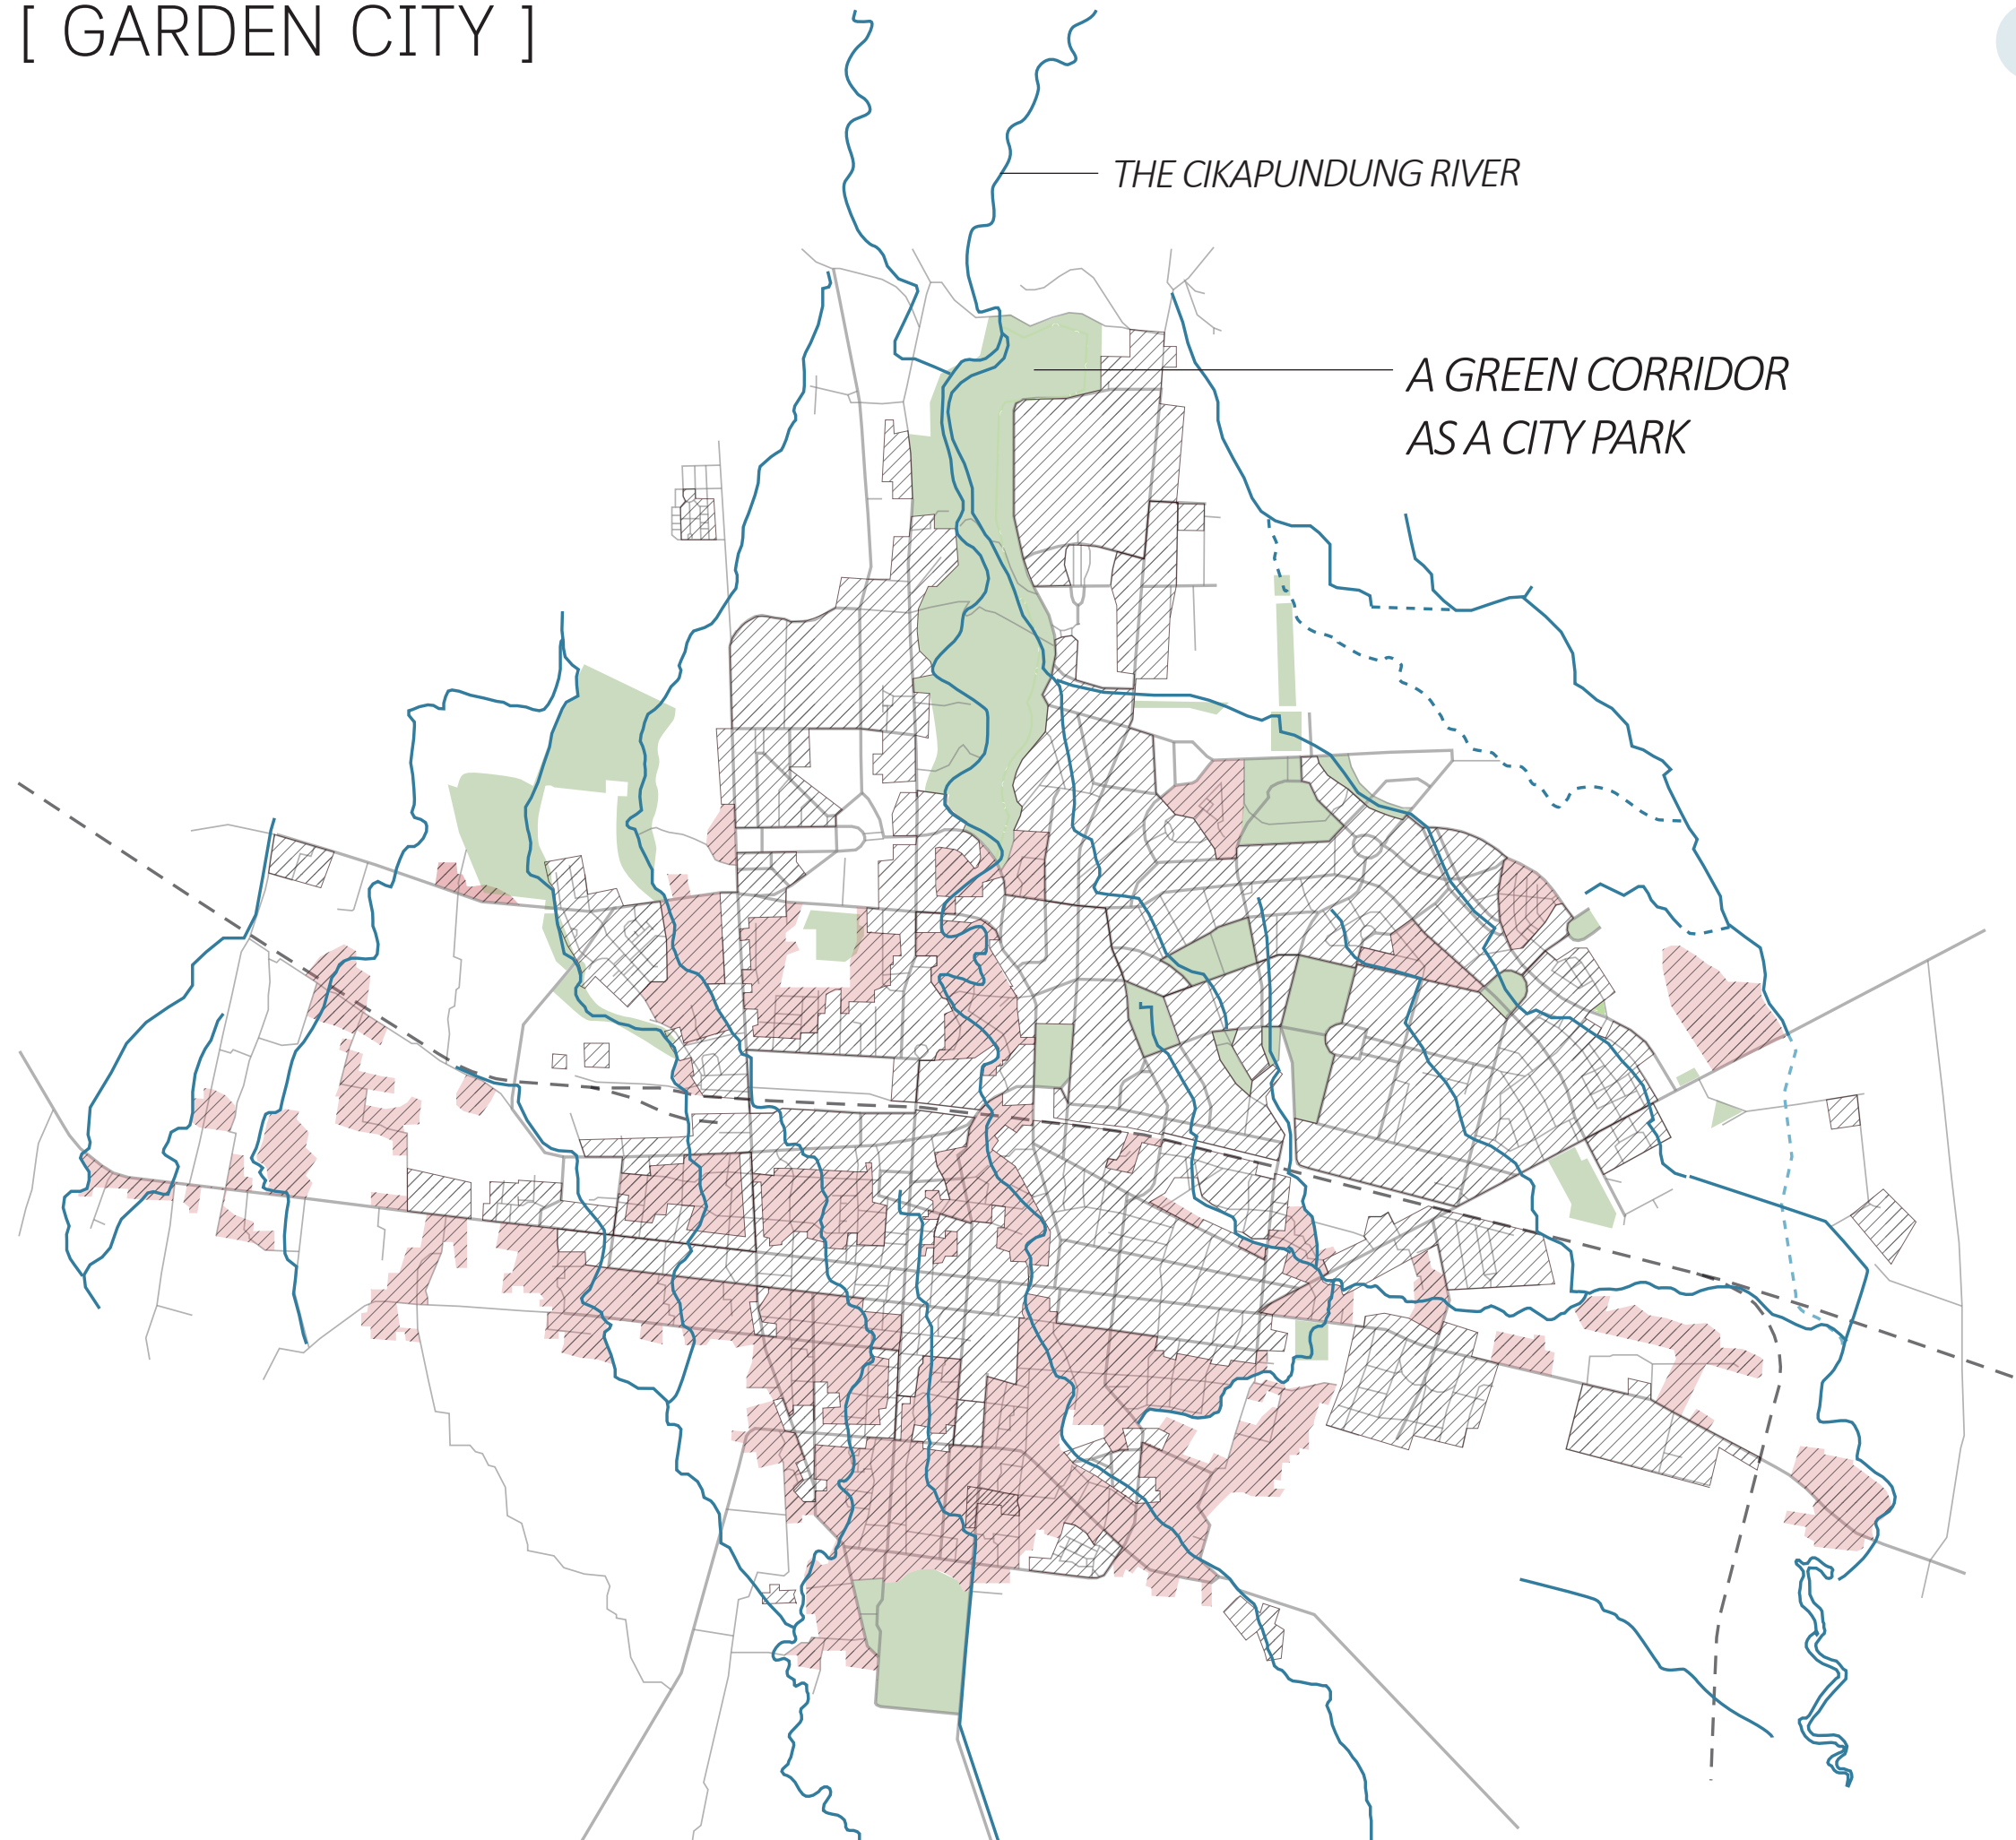 [ GARDEN CITY ]
THE CIKAPUNDUNG RIVER
A GREEN CORRIDOR
AS A CITY PARK